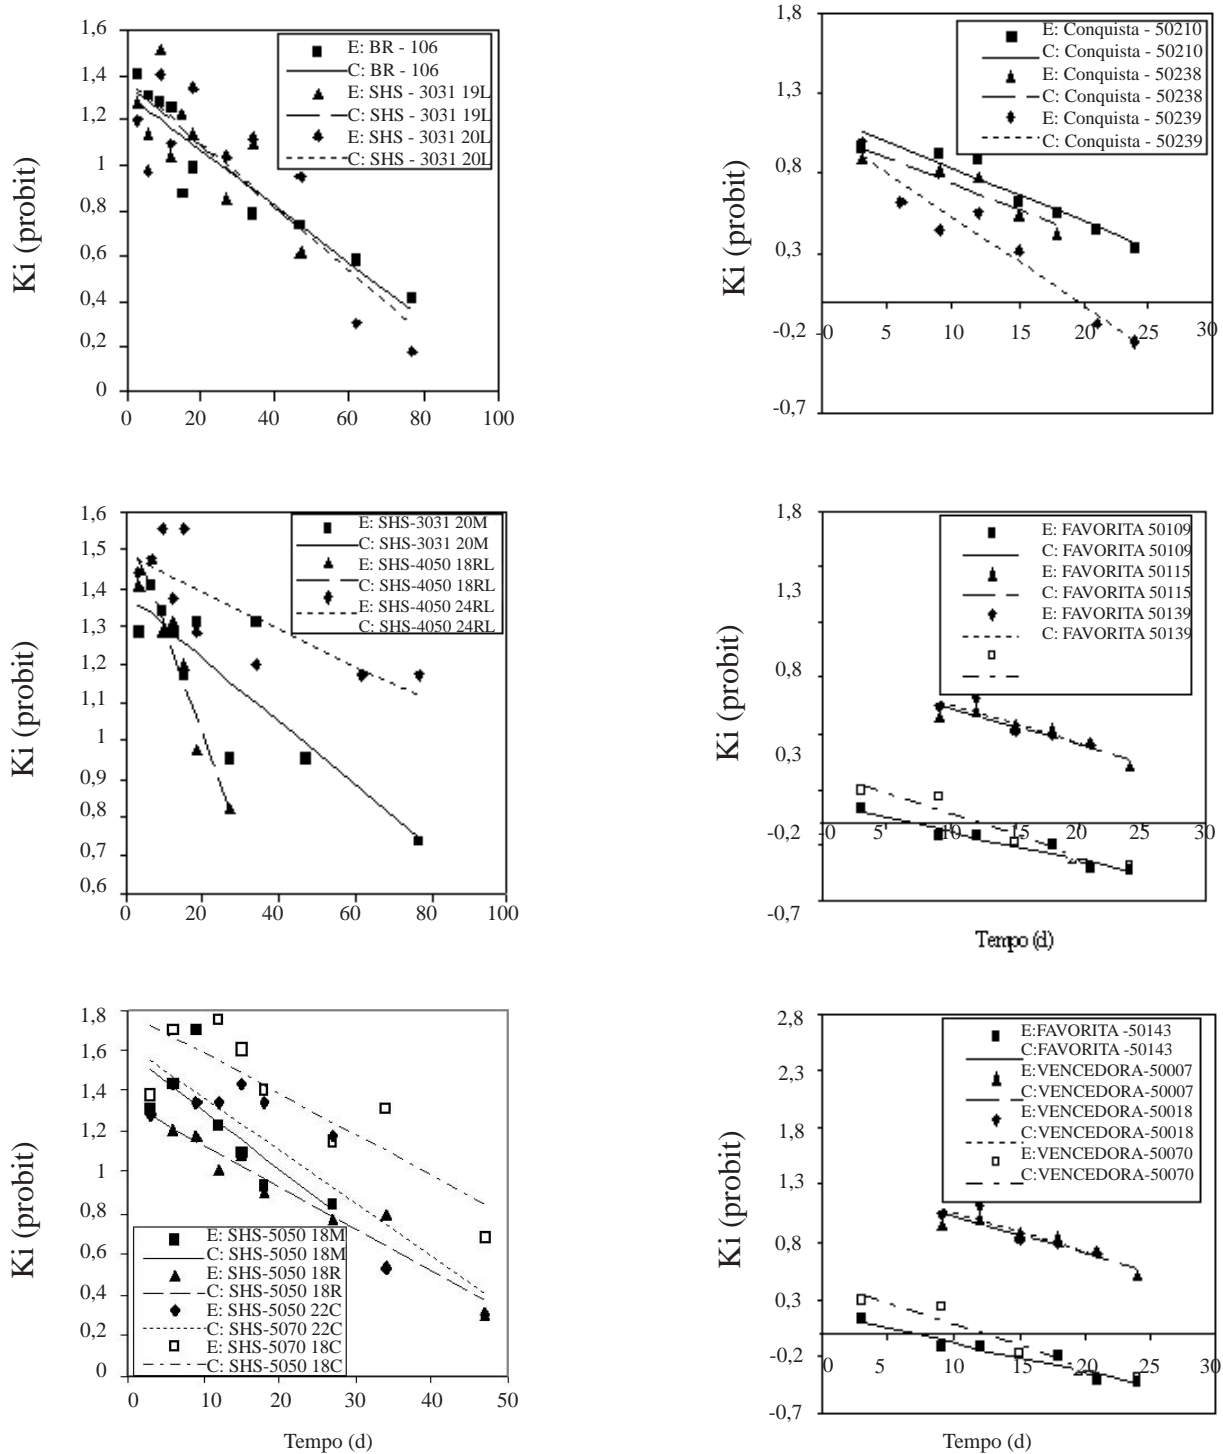 1,6
1,4
1,2
1
0,8
0,6
0,4
0,2
0
0 20 40 60 80 100
Ki (probit)
E: BR - 106
C: BR - 106
E: SHS - 3031 19L
C: SHS - 3031 19L
E: SHS - 3031 20L
C: SHS - 3031 20L
1,8
1,3
0,8
0,3
-0,2
-0,7
0 5 10 15 20 25 30
Ki (probit)
E: Conquista - 50210
C: Conquista - 50210
E: Conquista - 50238
C: Conquista - 50238
E: Conquista - 50239
C: Conquista - 50239
1,6
1,5
1,4
1,3
1,2
1,1
1
0,9
0,8
0,7
0,6
0 20 40 60 80 100
Ki (probit)
E: SHS-3031 20M
C: SHS-3031 20M
E: SHS-4050 18RL
C: SHS-4050 18RL
E: SHS-4050 24RL
C: SHS-4050 24RL
1,8
1,3
0,8
0,3
-0,2
-0,7
0 5 10 15 20 25 30
Ki (probit)
E: FAVORITA 50109
C: FAVORITA 50109
E: FAVORITA 50115
C: FAVORITA 50115
E: FAVORITA 50139
C: FAVORITA 50139
Tempo (d)
1,8
1,6
1,4
1,2
1
0,8
0,6
0,4
0,2
0
0 10 20 30 40 50
Ki (probit)
E: SHS-5050 18M
C: SHS-5050 18M
E: SHS-5050 18R
C: SHS-5050 18R
E: SHS-5050 22C
C: SHS-5070 22C
E: SHS-5070 18C
C: SHS-5050 18C
Tempo (d)
2,8
2,3
1,8
1,3
0,8
0,3
-0,2
-0,7
0 5 10 15 20 25 30
Ki (probit)
E:FAVORITA -50143
C:FAVORITA -50143
E:VENCEDORA-50007
C:VENCEDORA-50007
E:VENCEDORA-50018
C:VENCEDORA-50018
E:VENCEDORA-50070
C:VENCEDORA-50070
Tempo (d)